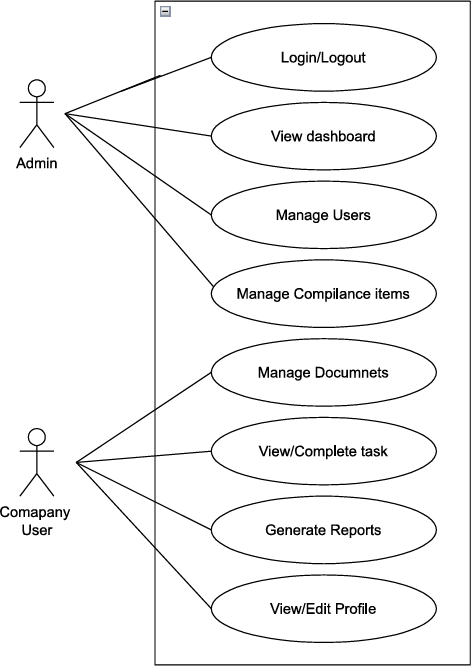 Login/Logout
View dashboard
Admin
Manage Users
Manage Compilance items
Manage Documnets
View/Complete task
Comapany
User
Generate Reports
View/Edit Profile